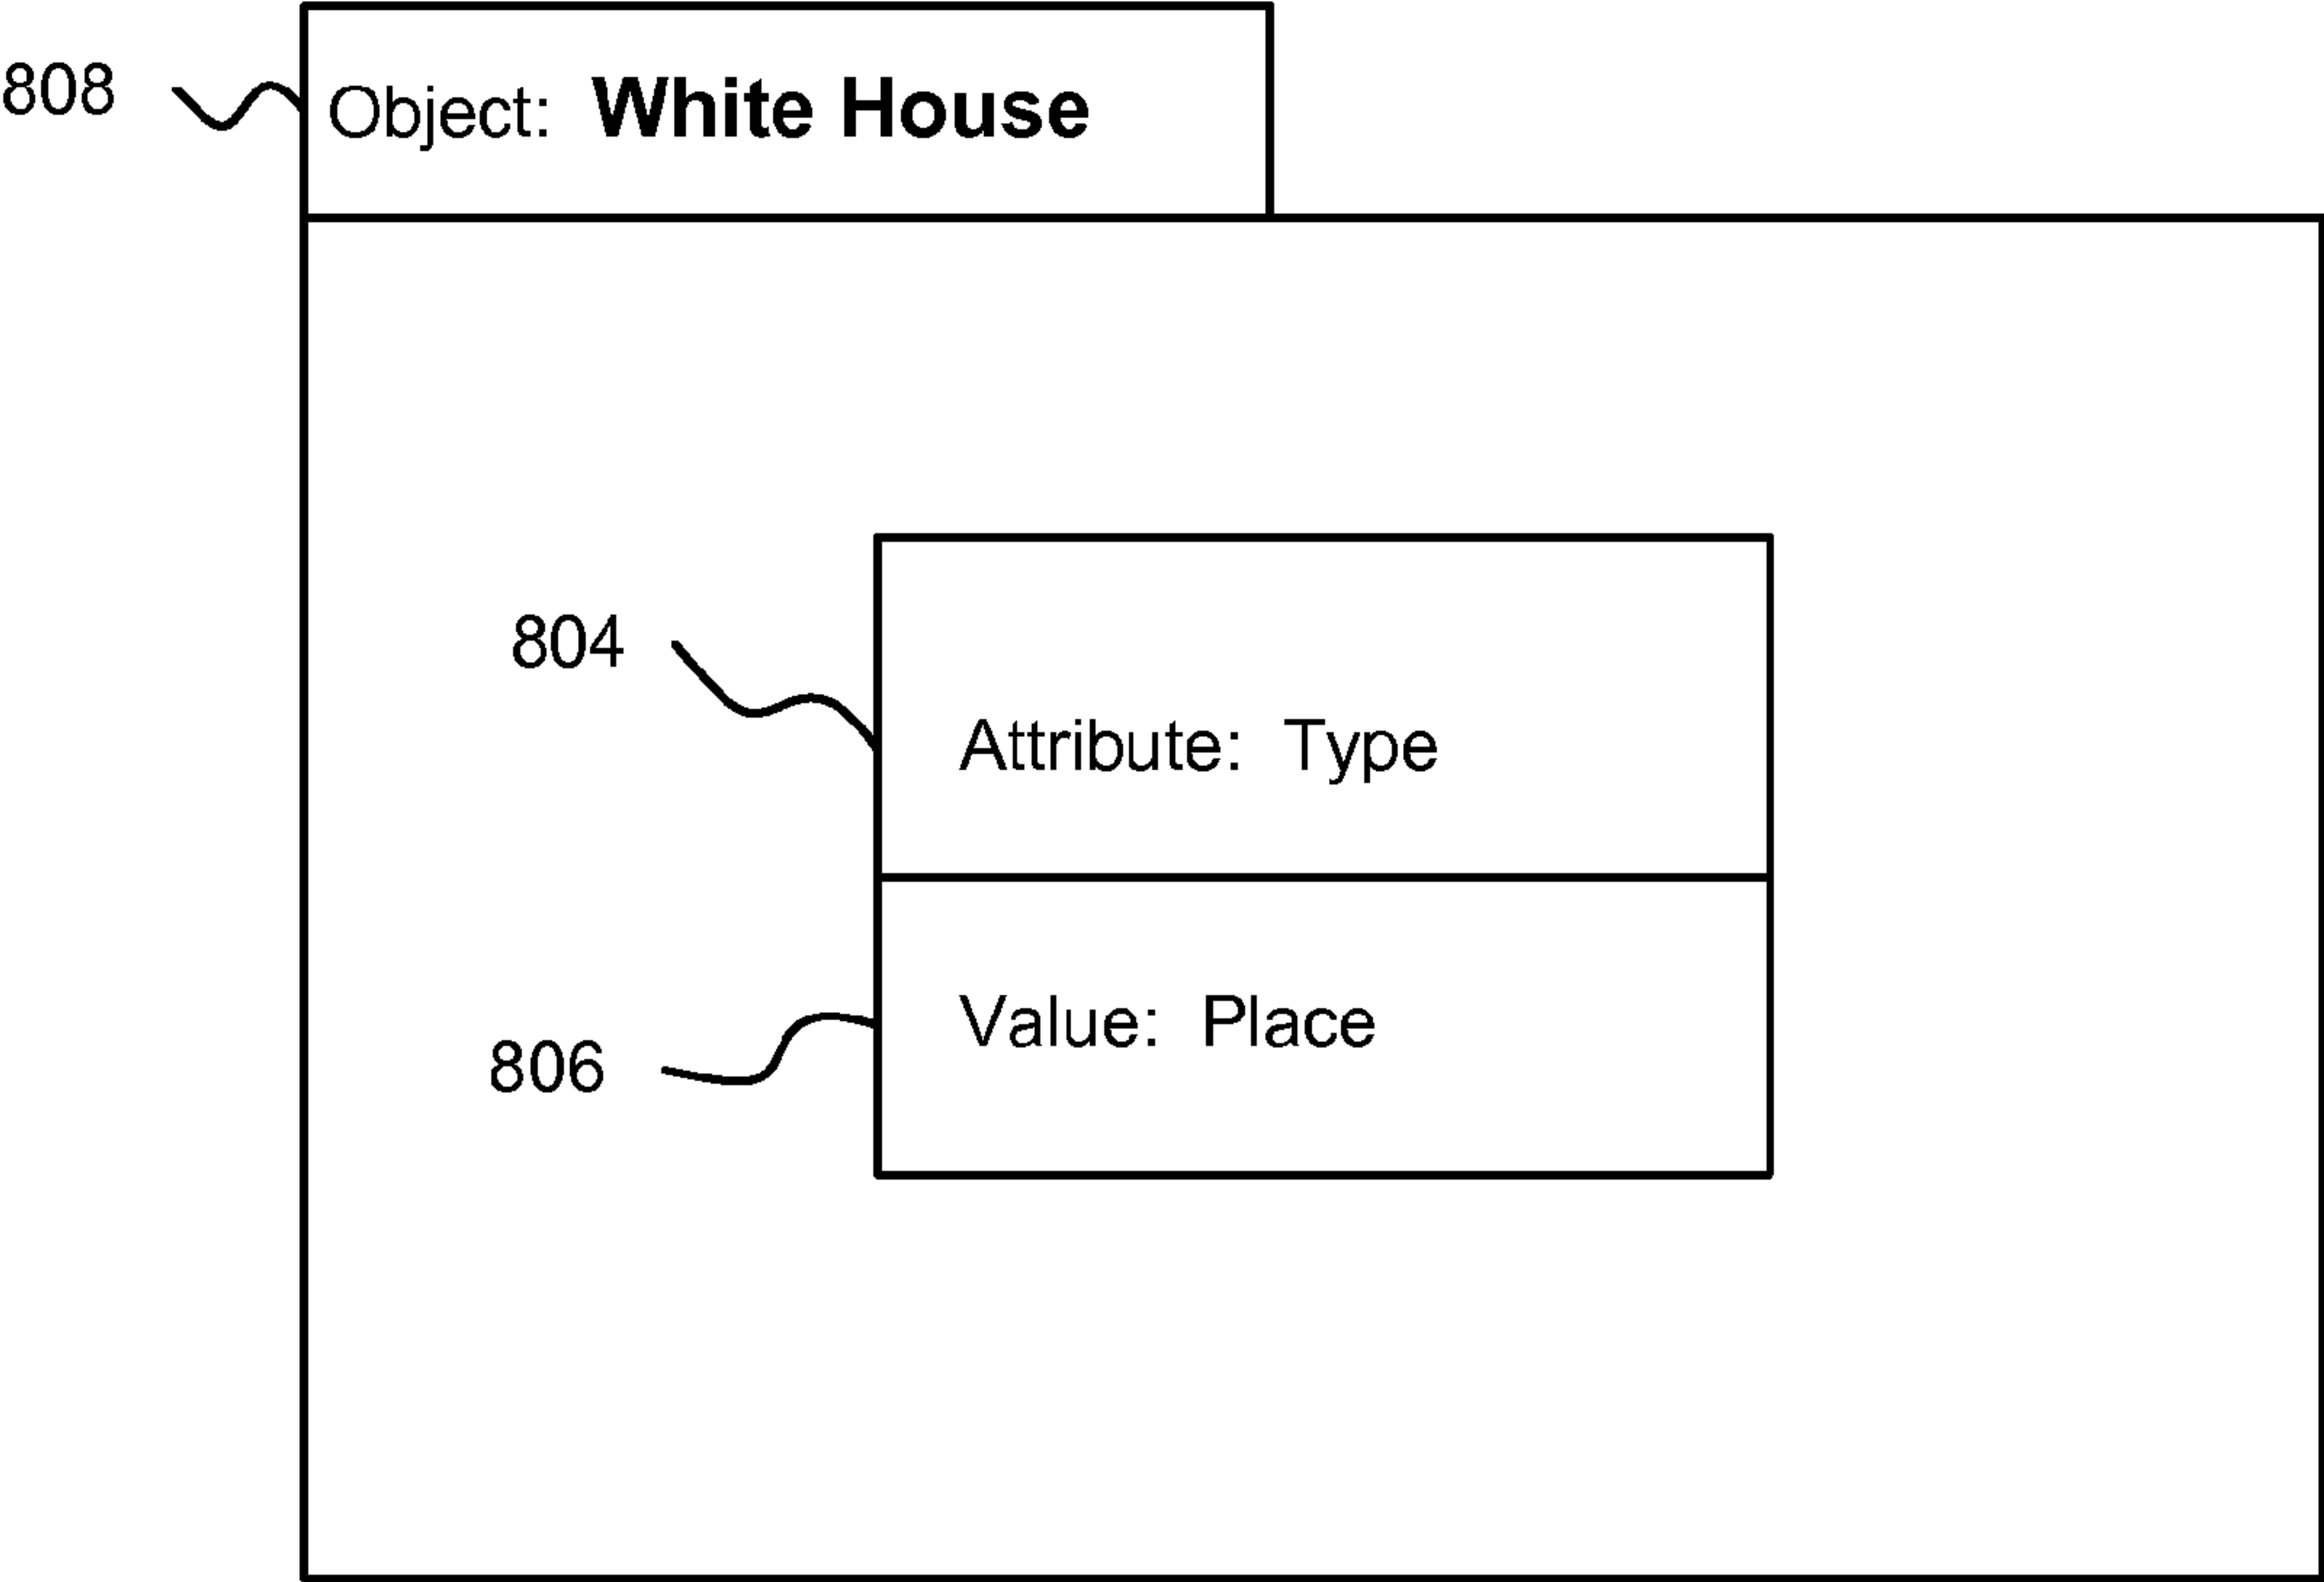 808 Object: White House
804
Attribute: Type
Value: Place
806